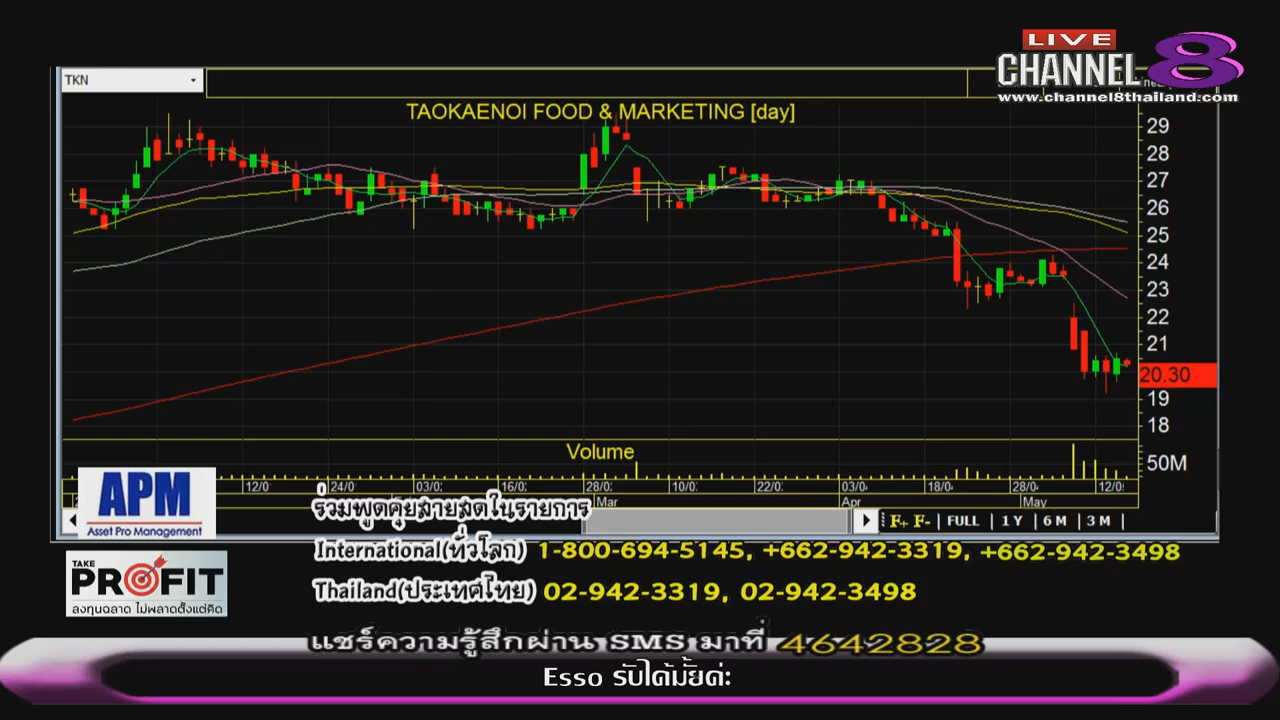 LIVE
CHANNEL 8
www.channel8thailand.com
TKN
TAOKAENOI FOOD & MARKETING [day]
29
28
27
26
25
24
23
22
21
20.30
19
18
Volume
50M
12/0 24/0 03/0 16/0 28/0 10/0 22/0 03/0 18/0 28/0 12/0
Mar Apr May
F+ F- FULL 1 Y 6 M 3 M
APM
Asset Pro Management
TAKE
PROFIT
ลงทุนฉลาด ไม่พลาดตั้งแต่คิด
ร่วมพูดคุยสายสดในรายการ
International(ทั่วโลก) 1-800-694-5145, +662-942-3319, +662-942-3498
Thailand(ประเทศไทย) 02-942-3319, 02-942-3498
แชร์ความรู้สึกผ่าน SMS มาที่ 4642828
Esso รับได้มั้ยค่ะ